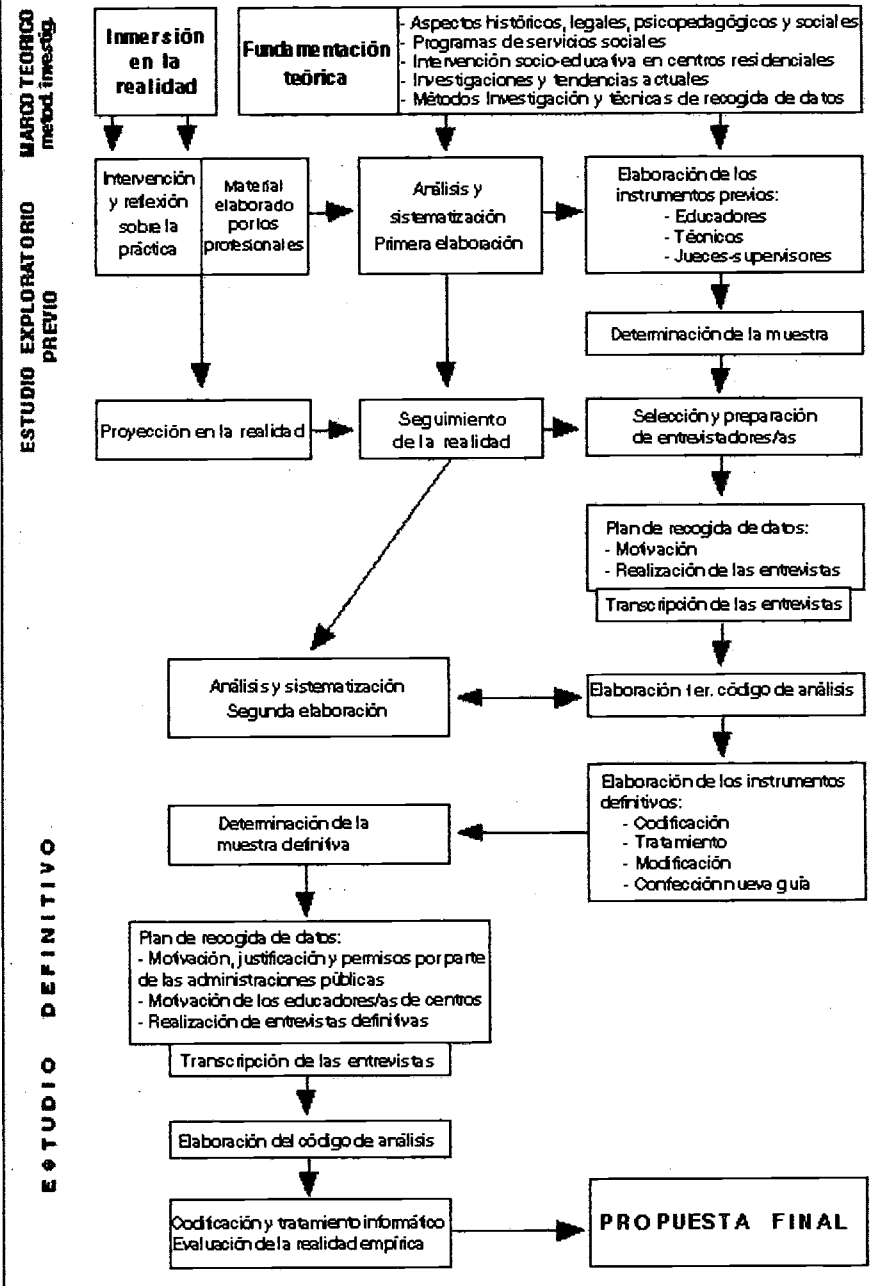 MARCO TEORICO
metod. investig.
Inmersión
en la
realidad
Fundamentación
teórica
- Aspectos históricos, legales, psicopedagógicos y sociales
- Programas de servicios sociales
- Intervención socio-educativa en centros residenciales
- Investigaciones y tendencias actuales
- Métodos Investigación y técnicas de recogida de datos
ESTUDIO EXPLORATORIO
PREVIO
Intervención
y reflexión
sobre la
práctica
Material
elaborado
por los
profesionales
Análisis y
sistematización
Primera elaboración
Elaboración de los
instrumentos previos:
- Educadores
- Técnicos
- Jueces-supervisores
Determinación de la muestra
Proyección en la realidad
Seguimiento
de la realidad
Selección y preparación
de entrevistadores/as
Plan de recogida de datos:
- Motivación
- Realización de las entrevistas
Transcripción de las entrevistas
Análisis y sistematización
Segunda elaboración
Elaboración 1er. código de análisis
Elaboración de los instrumentos
definitivos:
- Codificación
- Tratamiento
- Modificación
- Confección nueva guía
ESTUDIO DEFINITIVO
Determinación de la
muestra definitiva
Plan de recogida de datos:
- Motivación, justificación y permisos por parte
de las administraciones públicas
- Motivación de los educadores/as de centros
- Realización de entrevistas definitivas
Transcripción de las entrevistas
Elaboración del código de análisis
Codificación y tratamiento informático
Evaluación de la realidad empírica
PROPUESTA FINAL